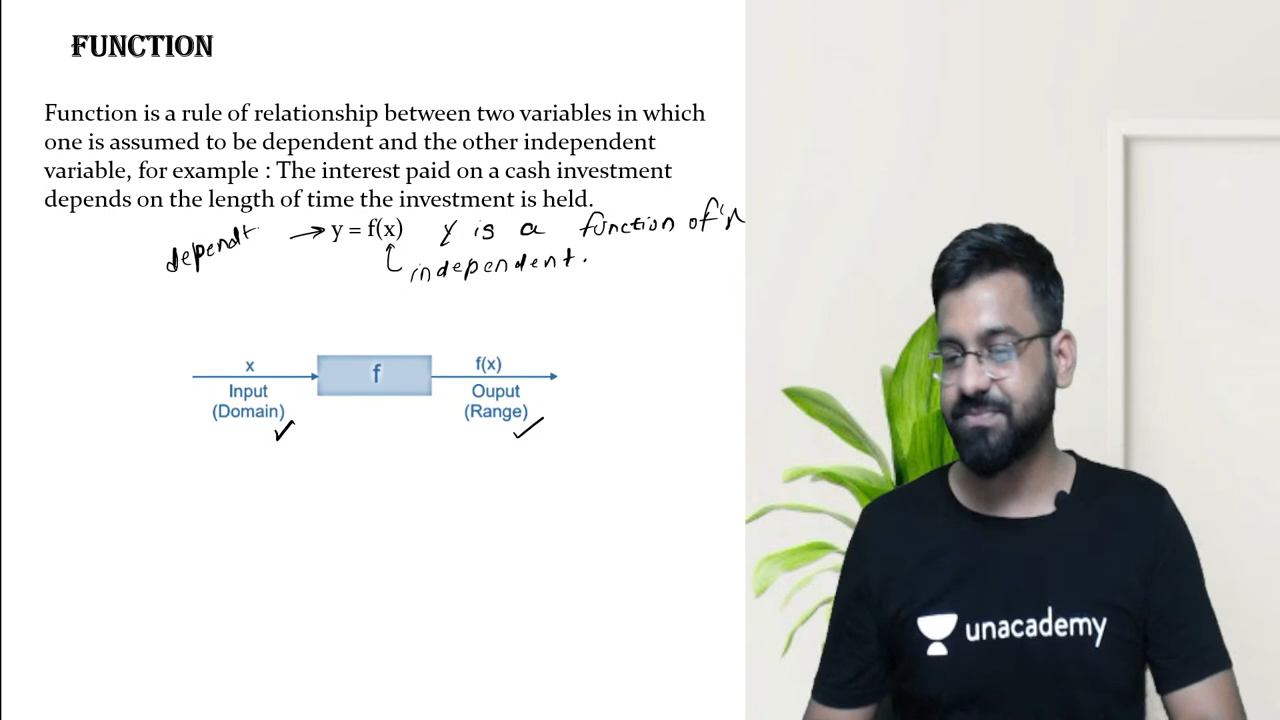 FUNCTION
Function is a rule of relationship between two variables in which
one is assumed to be dependent and the other independent
variable, for example : The interest paid on a cash investment
depends on the length of time the investment is held.
dependt → y = f(x) Y is a function of 'x
independent.
x
f
f(x)
Input
(Domain)
Ouput
(Range)
unacademy